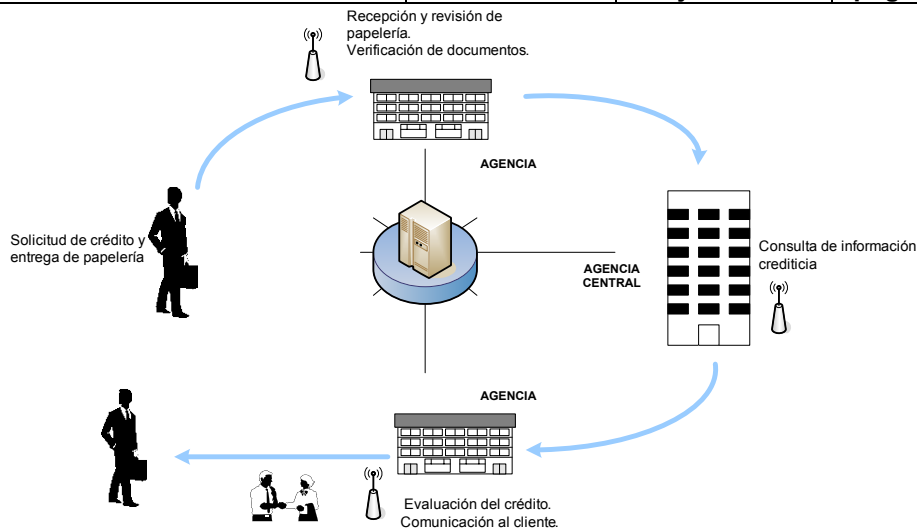 Recepción y revisión de
papelería.
Verificación de documentos.
AGENCIA
Solicitud de crédito y
entrega de papelería
AGENCIA
CENTRAL
Consulta de información
crediticia
AGENCIA
Evaluación del crédito.
Comunicación al cliente.